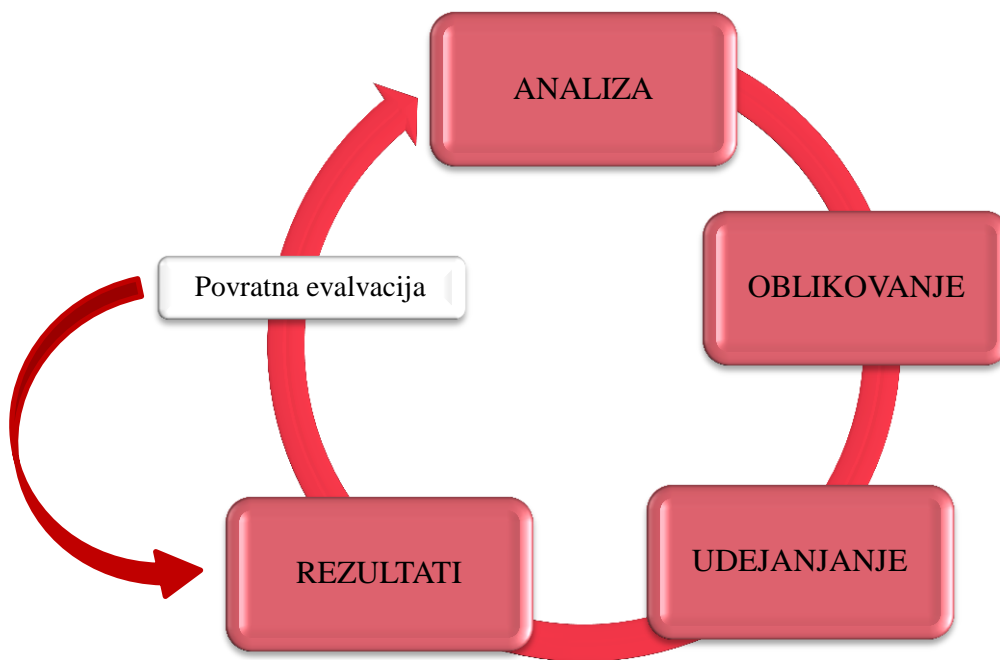 ANALIZA
OBLIKOVANJE
Povratna evalvacija
UDEJANJANJE
REZULTATI